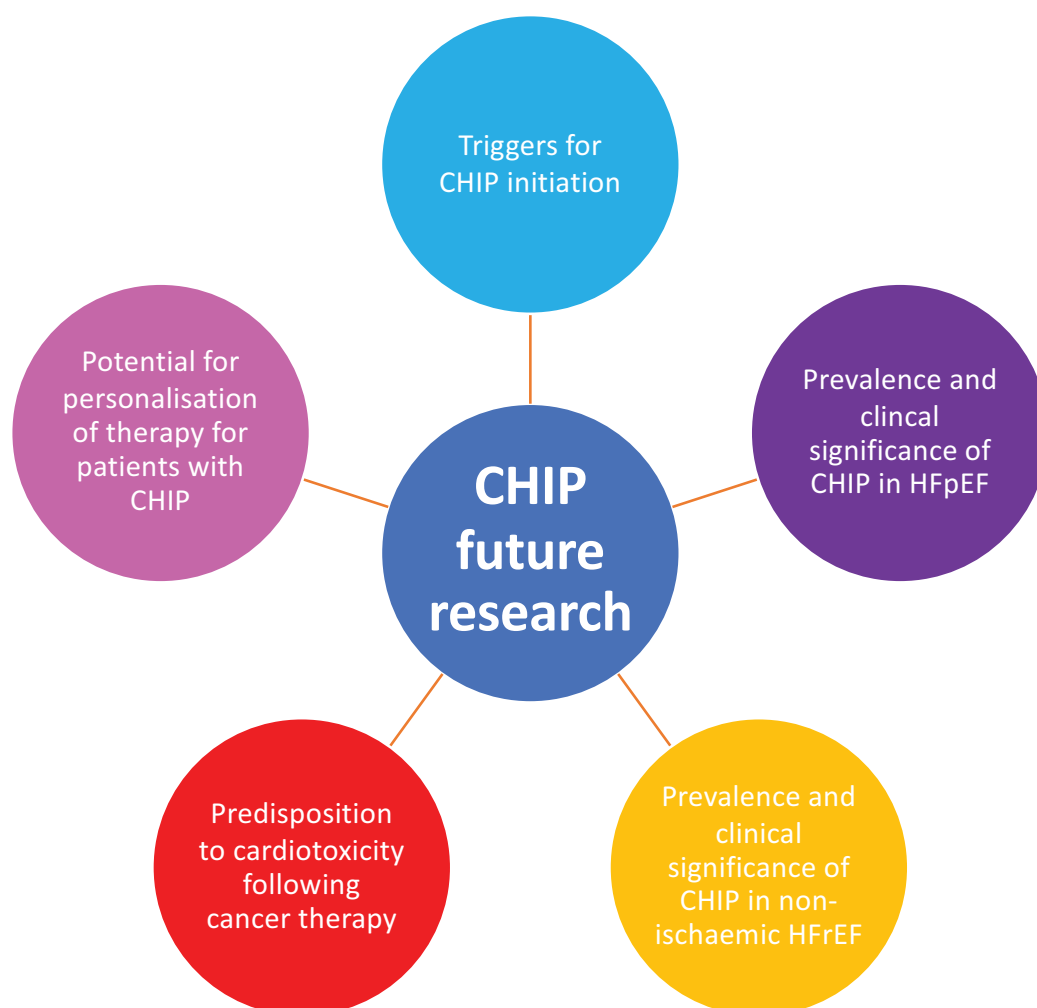 Triggers for
CHIP initiation
Prevalence and
clincal
significance of
CHIP in HFpEF
Prevalence and
clinical
significance of
CHIP in non-
ischaemic HFrEF
Predisposition
to cardiotoxicity
following
cancer therapy
Potential for
personalisation
of therapy for
patients with
CHIP
CHIP
future
research